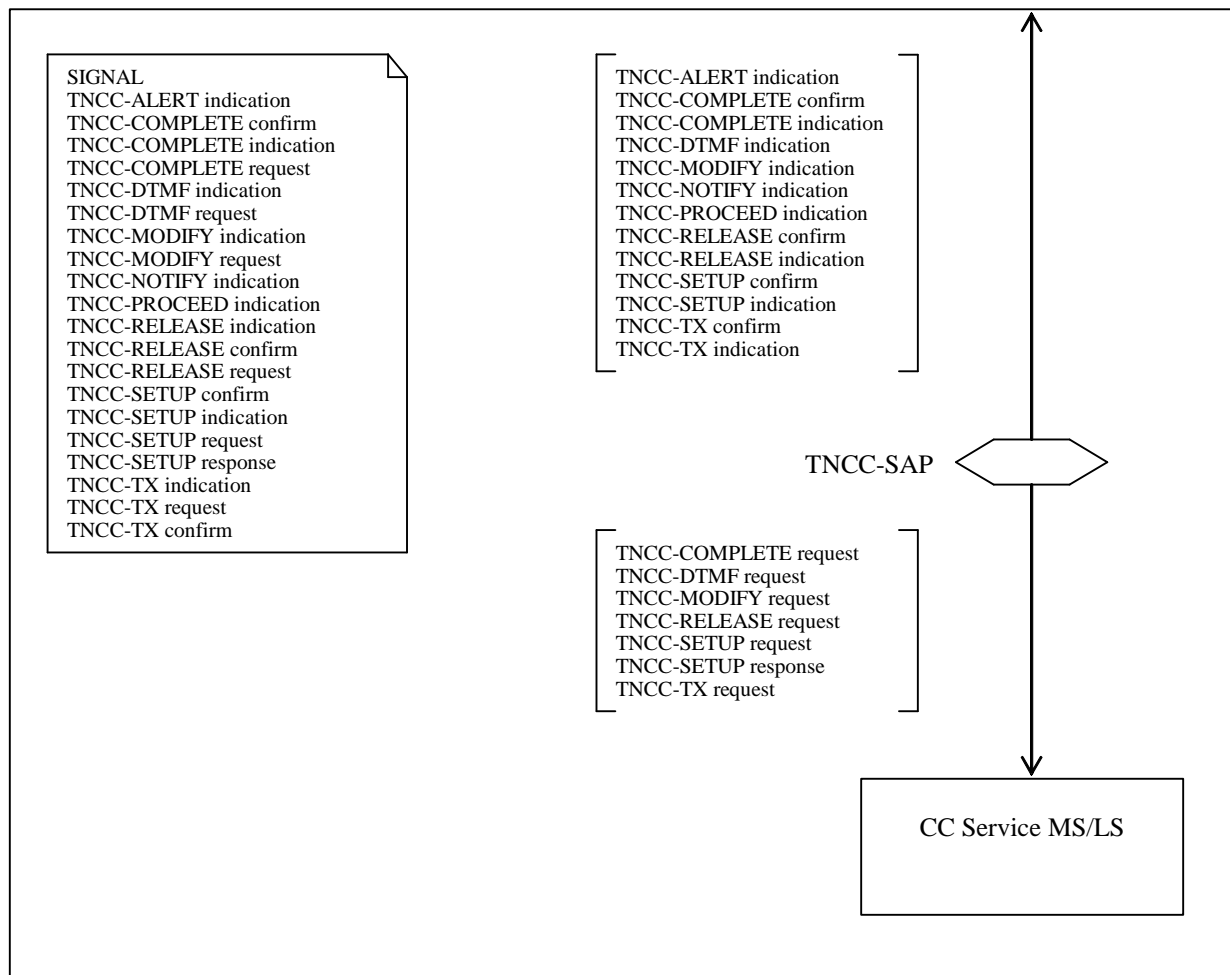 SIGNAL
TNCC-ALERT indication
TNCC-COMPLETE confirm
TNCC-COMPLETE indication
TNCC-COMPLETE request
TNCC-DTMF indication
TNCC-DTMF request
TNCC-MODIFY indication
TNCC-MODIFY request
TNCC-NOTIFY indication
TNCC-PROCEED indication
TNCC-RELEASE indication
TNCC-RELEASE confirm
TNCC-RELEASE request
TNCC-SETUP confirm
TNCC-SETUP indication
TNCC-SETUP request
TNCC-SETUP response
TNCC-TX indication
TNCC-TX request
TNCC-TX confirm
TNCC-ALERT indication
TNCC-COMPLETE confirm
TNCC-COMPLETE indication
TNCC-DTMF indication
TNCC-MODIFY indication
TNCC-NOTIFY indication
TNCC-PROCEED indication
TNCC-RELEASE confirm
TNCC-RELEASE indication
TNCC-SETUP confirm
TNCC-SETUP indication
TNCC-TX confirm
TNCC-TX indication
TNCC-SAP
TNCC-COMPLETE request
TNCC-DTMF request
TNCC-MODIFY request
TNCC-RELEASE request
TNCC-SETUP request
TNCC-SETUP response
TNCC-TX request
CC Service MS/LS